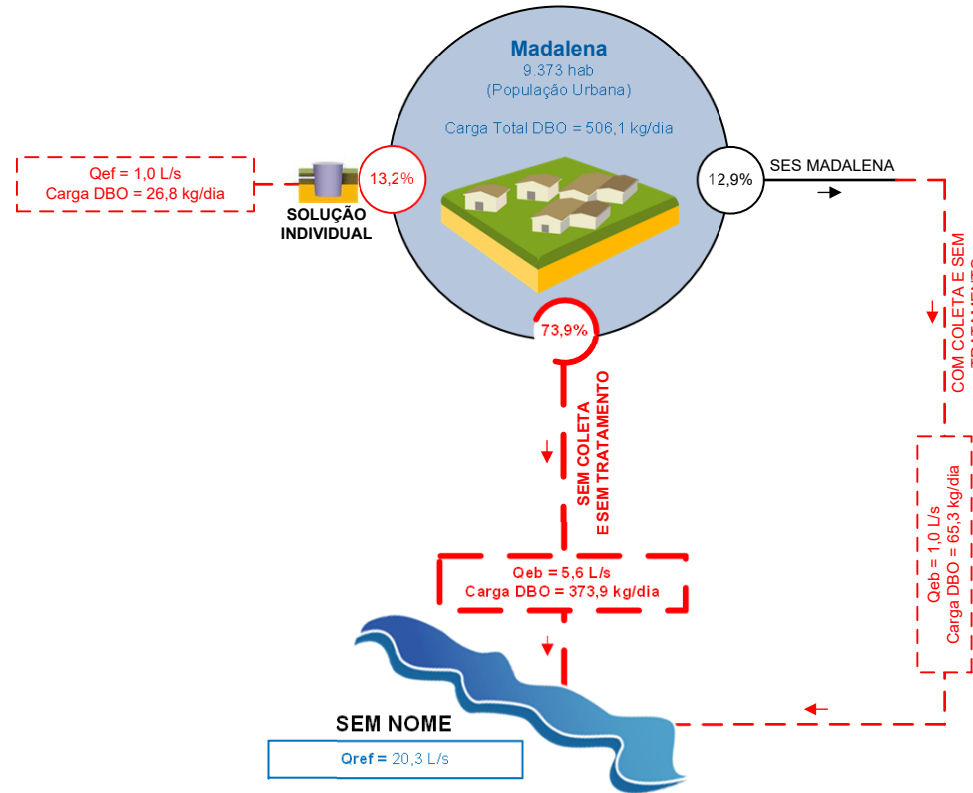 Madalena
9.373 hab
(População Urbana)
Carga Total DBO = 506,1 kg/dia
Qef = 1,0 L/s
Carga DBO = 26,8 kg/dia
SOLUÇÃO
INDIVIDUAL
13,2%
12,9%
SES MADALENA
COM COLETA E SEM
TRATAMENTO
73,9%
SEM COLETA
E SEM TRATAMENTO
Qeb = 1,0 L/s
Carga DBO = 65,3 kg/dia
Qeb = 5,6 L/s
Carga DBO = 373,9 kg/dia
SEM NOME
Qref = 20,3 L/s